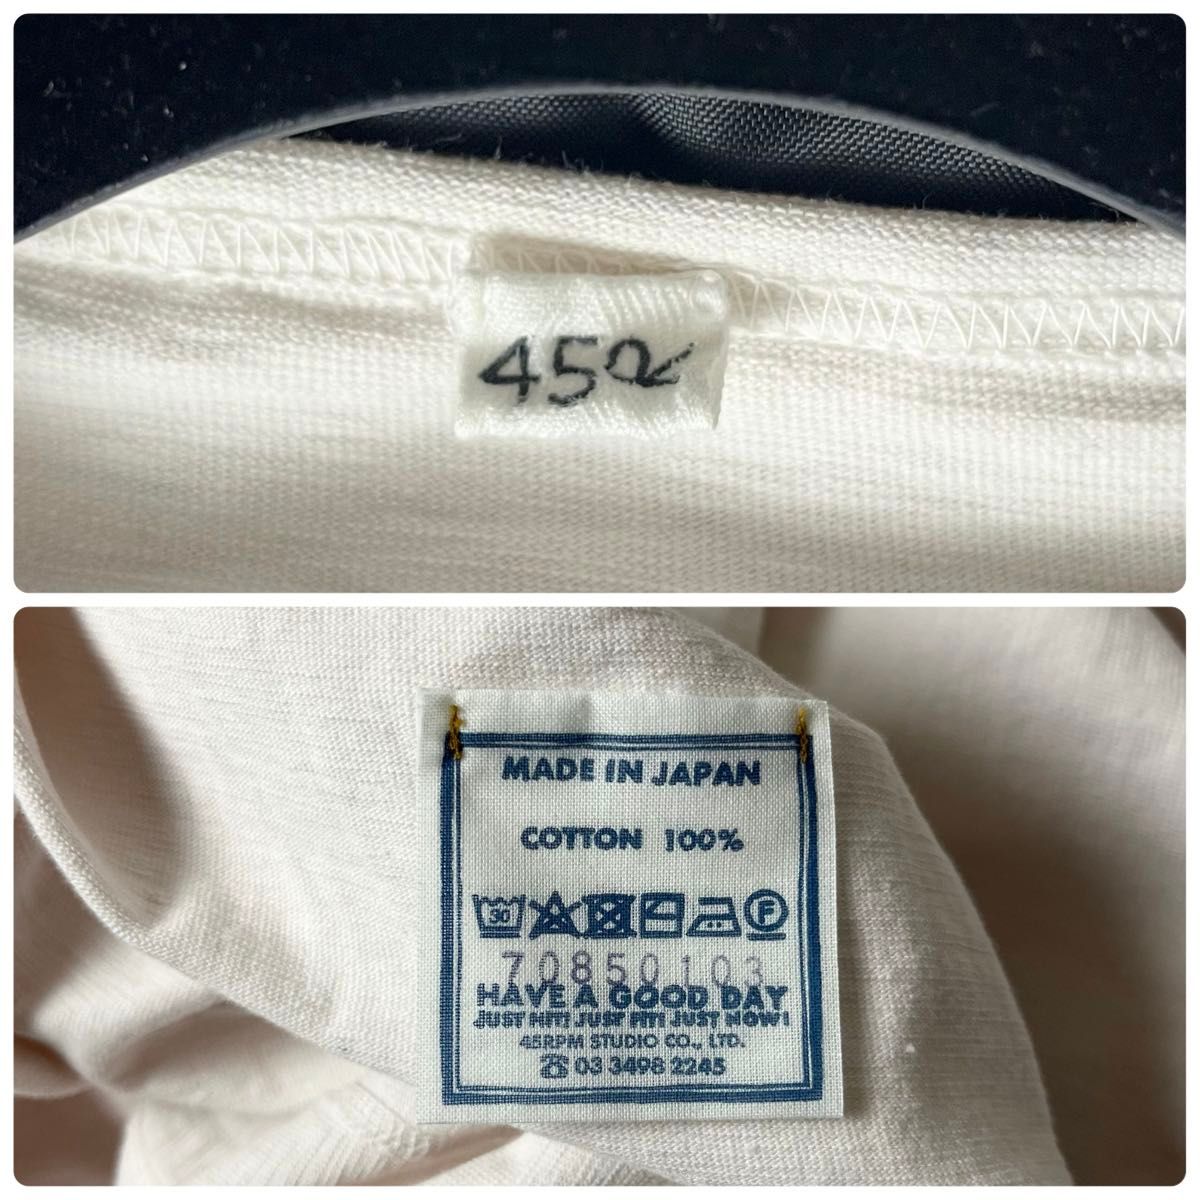 45R
MADE IN JAPAN
COTTON 100%
30 F
70850103
HAVE A GOOD DAY
JUST HIT! JUST FIT! JUST NOW!
45RPM STUDIO CO., LTD.
☎ 03 3498 2245